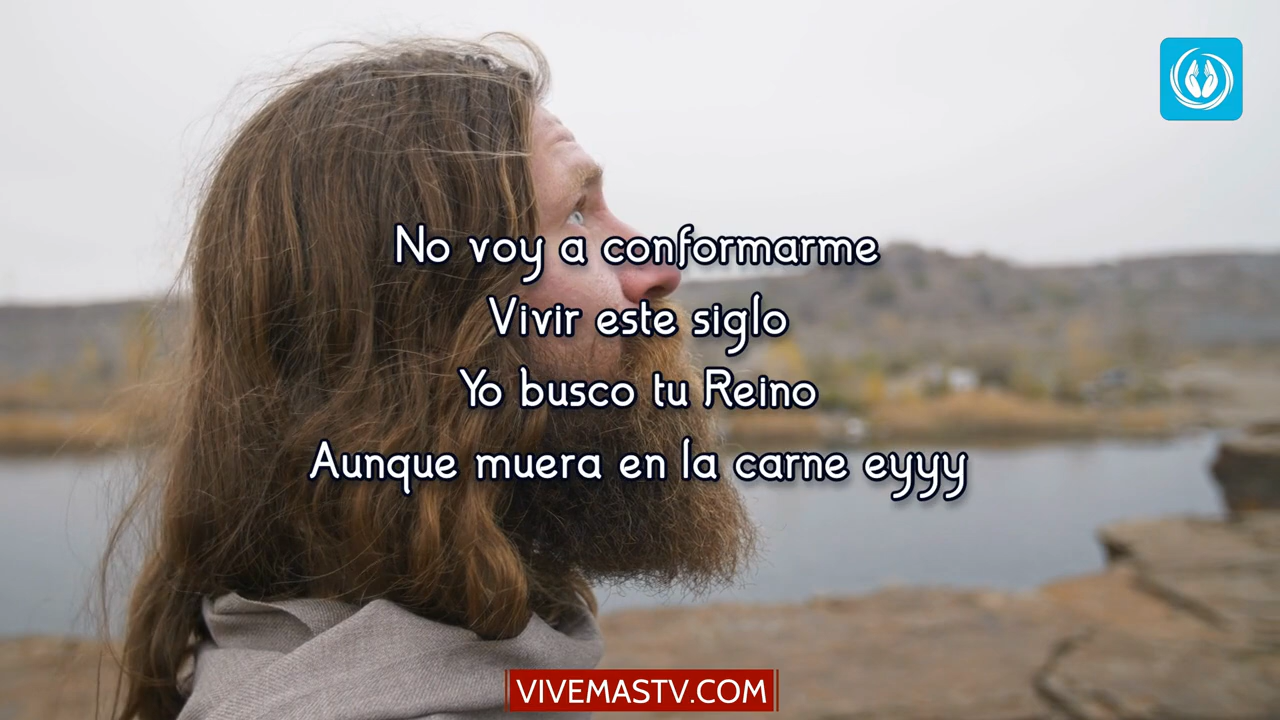 No voy a conformarme
Vivir este siglo
Yo busco tu Reino
Aunque muera en la carne eyyy
VIVEMASTV.COM